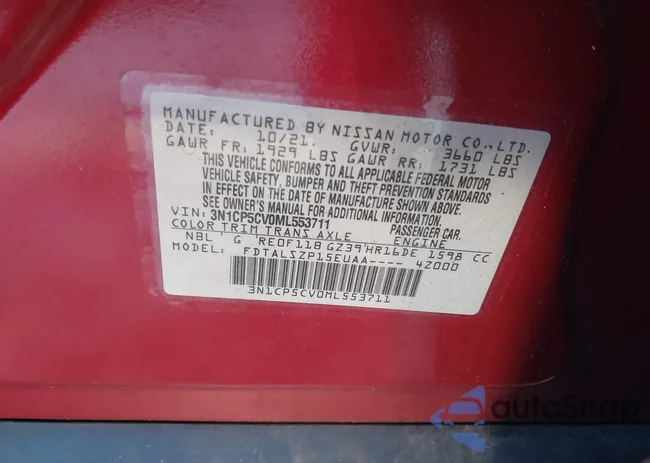 MANUFACTURED BY NISSAN MOTOR CO.,LTD.
DATE: 10/21. GVWR: 3660 LBS
GAWR FR: 1929 LBS GAWR RR: 1731 LBS
THIS VEHICLE CONFORMS TO ALL APPLICABLE FEDERAL MOTOR
VEHICLE SAFETY, BUMPER AND THEFT PREVENTION STANDARDS
IN EFFECT ON THE DATE OF MANUFACTURE SHOWN ABOVE.
SEE OWNER'S MANUAL FOR ADDITIONAL INFORMATION.
VIN: 3N1CP5CV0ML553711 PASSENGER CAR.
COLOR TRIM TRANS AXLE ENGINE
NBL G RE0F11B GZ39 HR16DE 1598 CC
MODEL: FDTALSZP15EUAA---- 42000
3N1CP5CV0ML553711
autoSnap